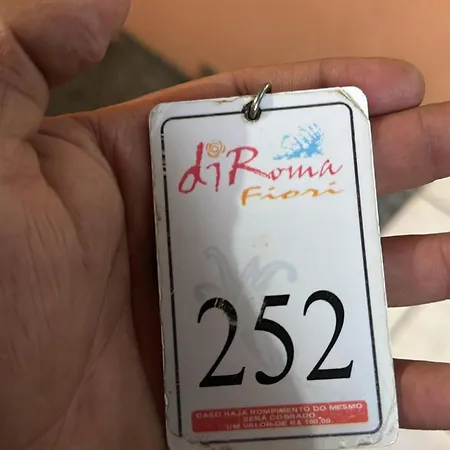 diRoma
Fiori
252
CASO HAJA ROMPIMENTO DO MESMO
SERÁ COBRADO
UM VALOR DE R$ 100,00